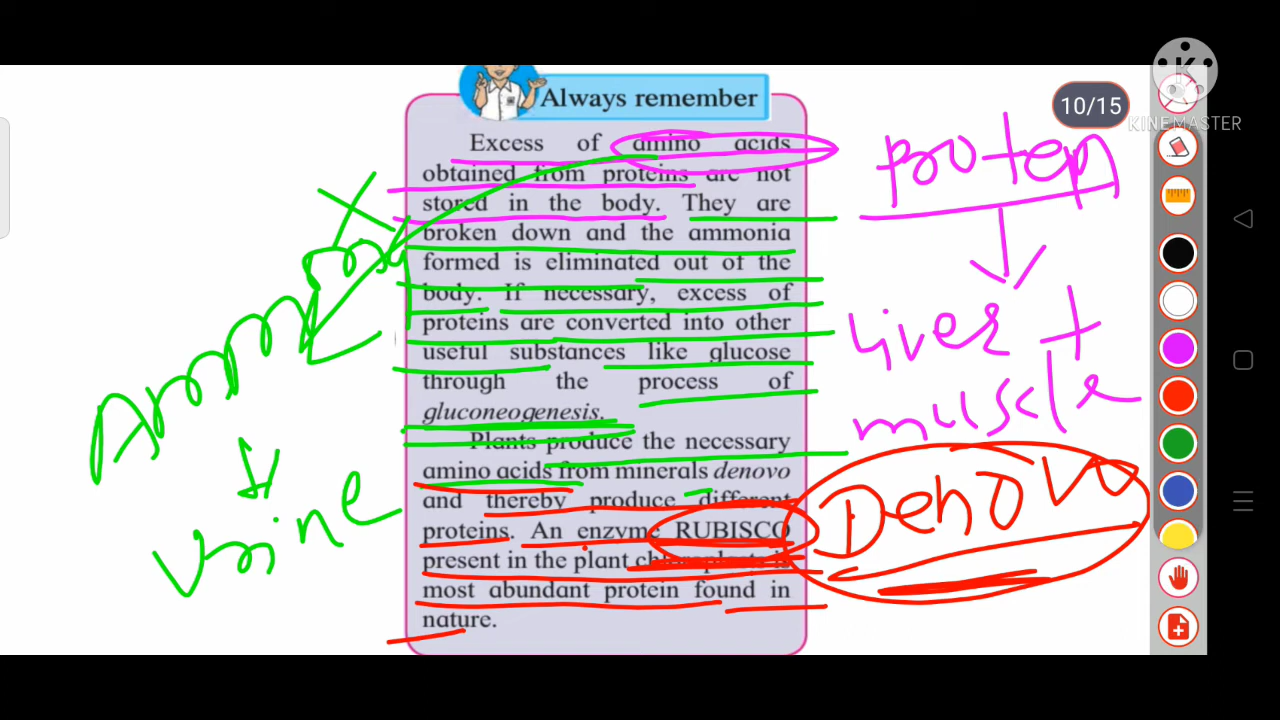 Always remember
10/15
KINEMASTER
Excess of amino acids
obtained from proteins are not
stored in the body. They are
broken down and the ammonia
formed is eliminated out of the
body. If necessary, excess of
proteins are converted into other
useful substances like glucose
through the process of
gluconeogenesis.
Plants produce the necessary
amino acids from minerals denovo
and thereby produce different
proteins. An enzyme RUBISCO
present in the plant chloroplasts is
most abundant protein found in
nature.
liver +
muscle
Denovo
urine